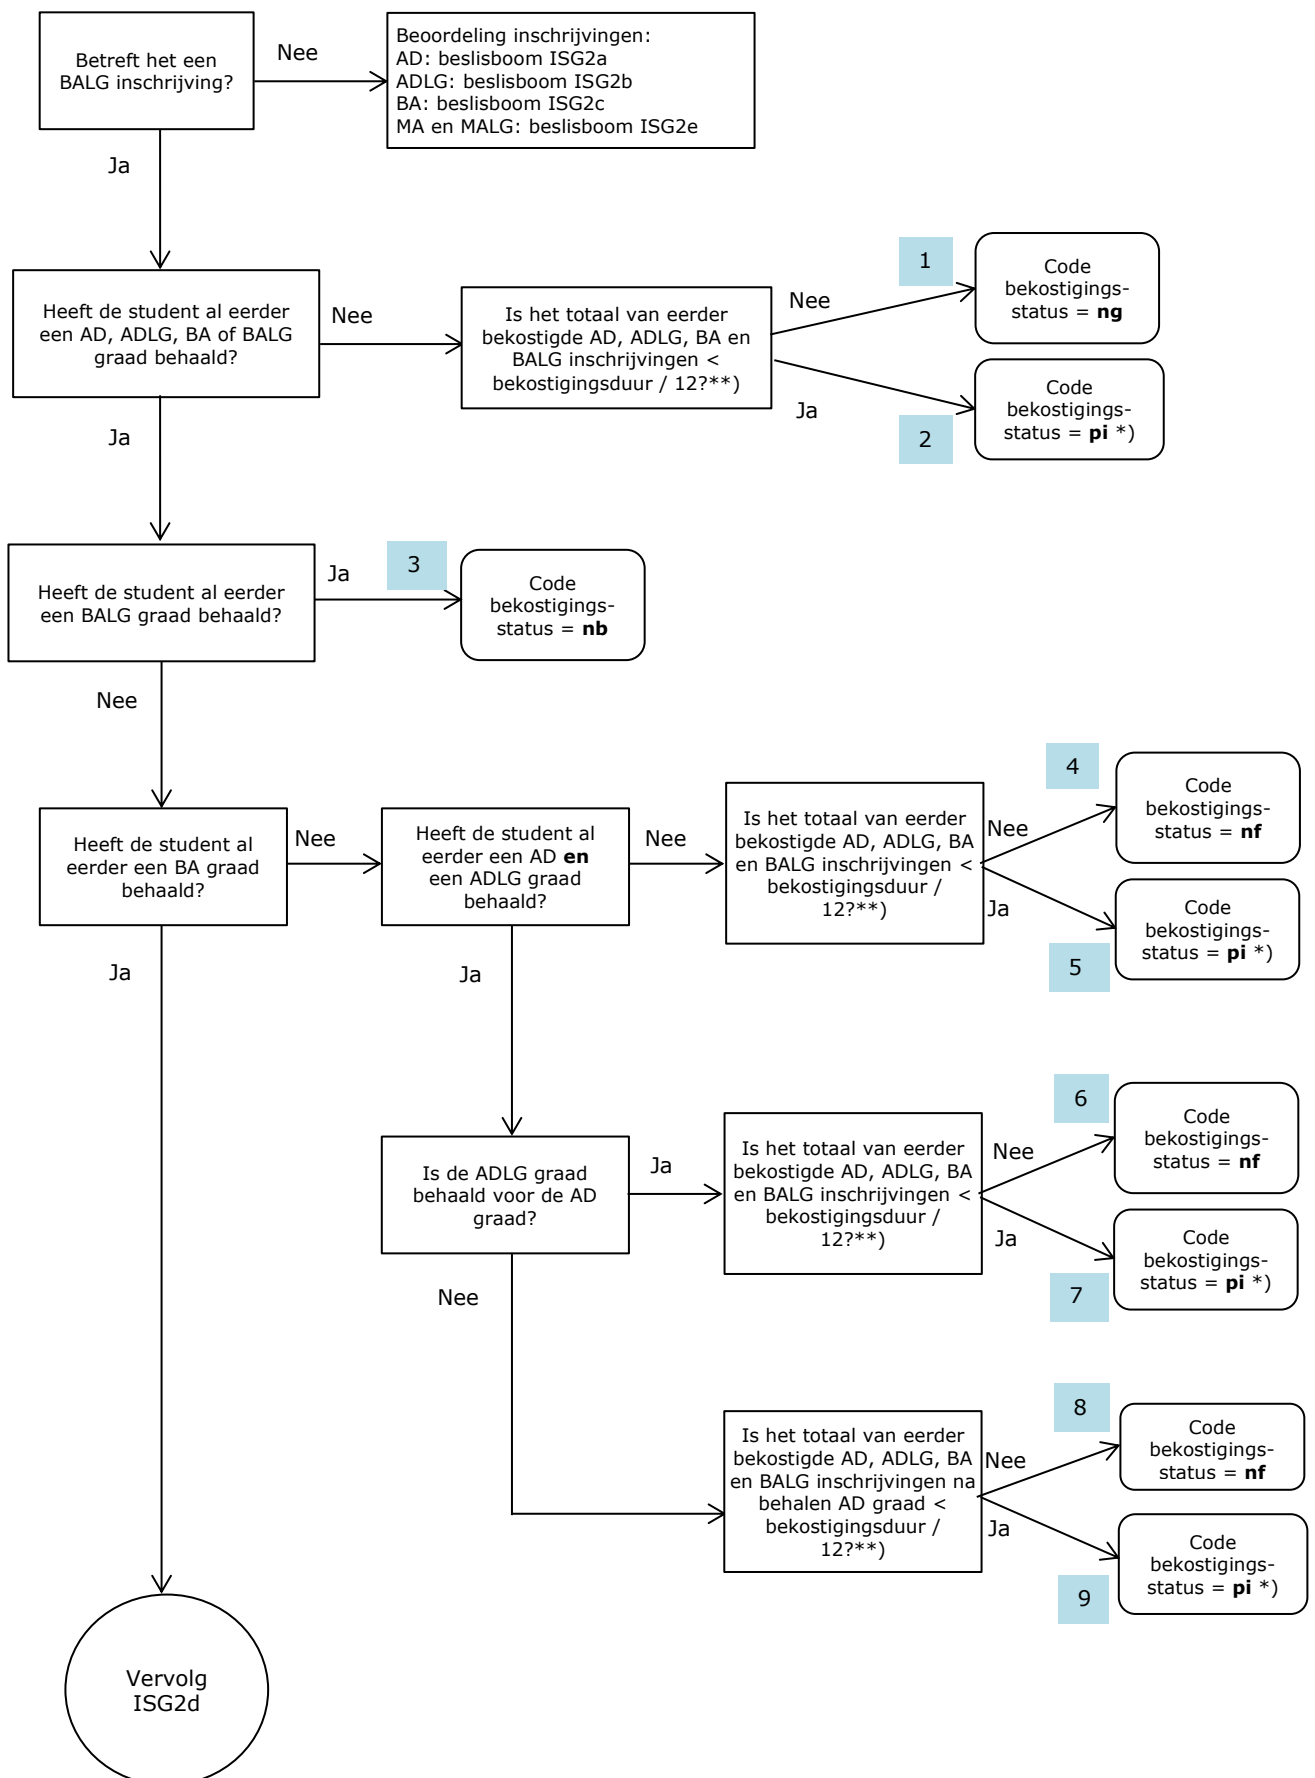 Betreft het een
BALG inschrijving?
Nee
Beoordeling inschrijvingen:
AD: beslisboom ISG2a
ADLG: beslisboom ISG2b
BA: beslisboom ISG2c
MA en MALG: beslisboom ISG2e
Ja
Heeft de student al eerder
een AD, ADLG, BA of BALG
graad behaald?
Nee
Is het totaal van eerder
bekostigde AD, ADLG, BA en
BALG inschrijvingen <
bekostigingsduur / 12?**)
Nee
1
Code
bekostigings-
status = ng
Ja
2
Code
bekostigings-
status = pi *)
Ja
Heeft de student al eerder
een BALG graad behaald?
Ja
3
Code
bekostigings-
status = nb
Nee
Heeft de student al
eerder een BA graad
behaald?
Nee
Heeft de student al
eerder een AD en
een ADLG graad
behaald?
Nee
Is het totaal van eerder
bekostigde AD, ADLG, BA
en BALG inschrijvingen <
bekostigingsduur /
12?**)
Nee
4
Code
bekostigings-
status = nf
Ja
5
Code
bekostigings-
status = pi *)
Ja
Ja
Is de ADLG graad
behaald voor de AD
graad?
Ja
Is het totaal van eerder
bekostigde AD, ADLG, BA
en BALG inschrijvingen <
bekostigingsduur /
12?**)
Nee
6
Code
bekostigings-
status = nf
Ja
7
Code
bekostigings-
status = pi *)
Nee
Is het totaal van eerder
bekostigde AD, ADLG, BA
en BALG inschrijvingen na
behalen AD graad <
bekostigingsduur /
12?**)
Nee
8
Code
bekostigings-
status = nf
Ja
9
Code
bekostigings-
status = pi *)
Vervolg
ISG2d